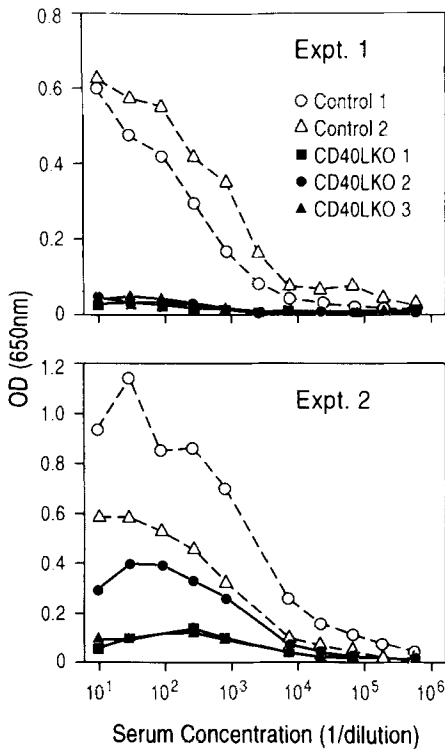 0.8
0.6
0.4
0.2
0
Expt. 1
Control 1
Control 2
CD40LKO 1
CD40LKO 2
CD40LKO 3
OD (650nm)
1.2
1.0
0.8
0.6
0.4
0.2
0
Expt. 2
10¹ 10² 10³ 10⁴ 10⁵ 10⁶
Serum Concentration (1/dilution)